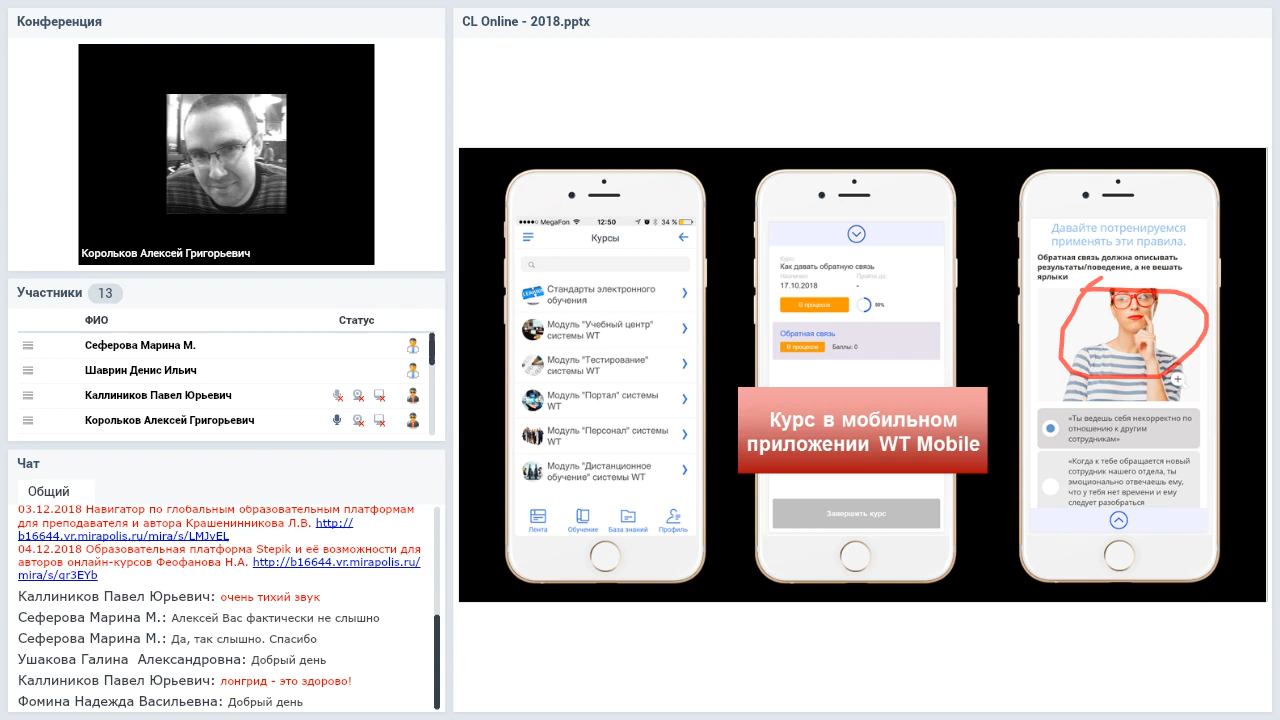 Конференция
Корольков Алексей Григорьевич
Участники 13
ФИО Статус
Сеферова Марина М.
Шаврин Денис Ильич
Каллиников Павел Юрьевич
Корольков Алексей Григорьевич
Чат
Общий
03.12.2018 Навигатор по глобальным образовательным платформам
для преподавателя и автора Крашенинникова Л.В. http://
b16644.vr.mirapolis.ru/mira/s/LMJvEL
04.12.2018 Образовательная платформа Stepik и её возможности для
авторов онлайн-курсов Феофанова Н.А. http://b16644.vr.mirapolis.ru/
mira/s/qr3EYb
Каллиников Павел Юрьевич: очень тихий звук
Сеферова Марина М.: Алексей Вас фактически не слышно
Сеферова Марина М.: Да, так слышно. Спасибо
Ушакова Галина Александровна: Добрый день
Каллиников Павел Юрьевич: лонгрид - это здорово!
Фомина Надежда Васильевна: Добрый день
CL Online - 2018.pptx
MegaFon 12:50 34 %
Курсы
Стандарты электронного
обучения
Модуль "Учебный центр"
системы WT
Модуль "Тестирование"
системы WT
Модуль "Портал" системы
WT
Модуль "Персонал" системы
WT
Модуль "Дистанционное
обучение" системы WT
Лента Обучение База знаний Профиль
Курс:
Как давать обратную связь
17.10.2018 -
В процессе 50%
Обратная связь
В процессе Баллы: 0
Курс в мобильном
приложении WT Mobile
Завершить курс
Давайте потренируемся
применять эти правила.
Обратная связь должна описывать
результаты/поведение, а не вешать
ярлыки
«Ты ведешь себя некорректно по
отношению к другим
сотрудникам»
«Когда к тебе обращается новый
сотрудник нашего отдела, ты
эмоционально отвечаешь ему,
что у тебя нет времени и ему
следует разобраться